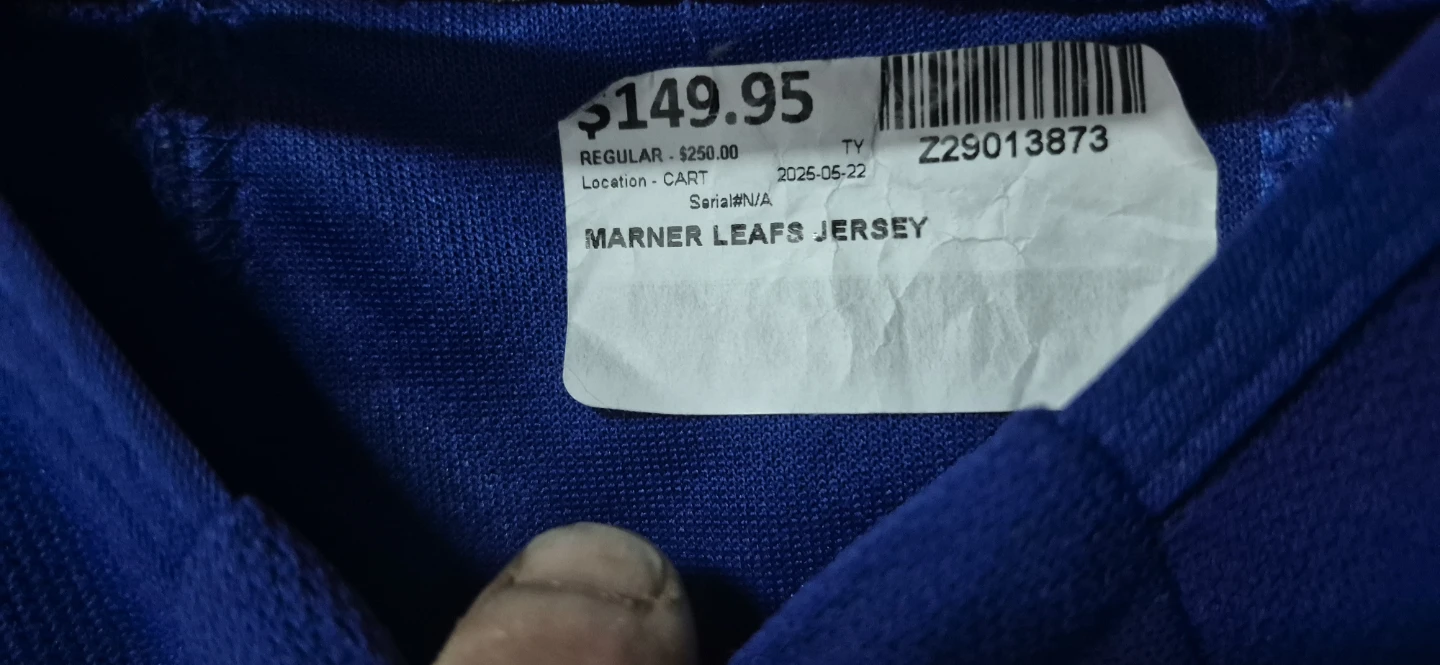 $149.95
REGULAR - $250.00 TY
Location - CART 2025-05-22
Serial#N/A
Z29013873
MARNER LEAFS JERSEY